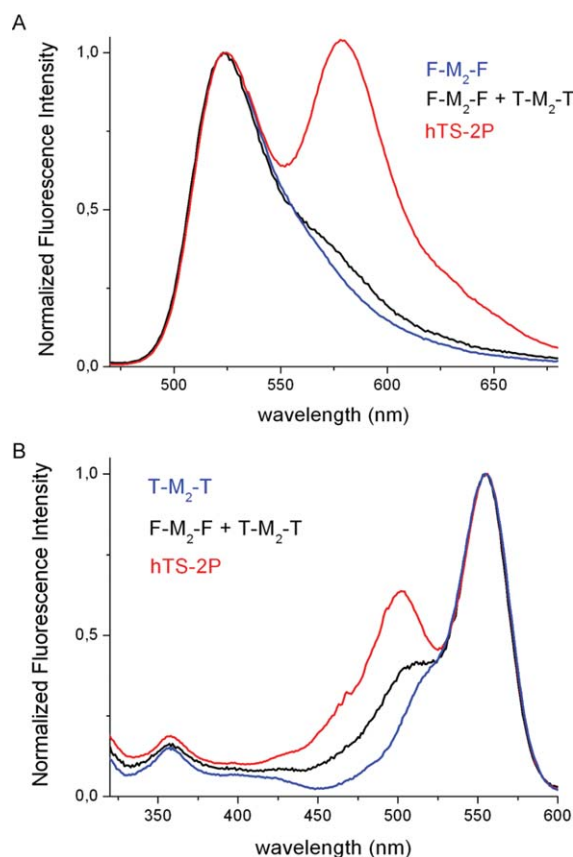 A
Normalized Fluorescence Intensity
1,0
0,5
0,0
F-M₂-F
F-M₂-F + T-M₂-T
hTS-2P
500 550 600 650
wavelength (nm)
B
Normalized Fluorescence Intensity
1,0
0,5
0,0
T-M₂-T
F-M₂-F + T-M₂-T
hTS-2P
350 400 450 500 550 600
wavelength (nm)